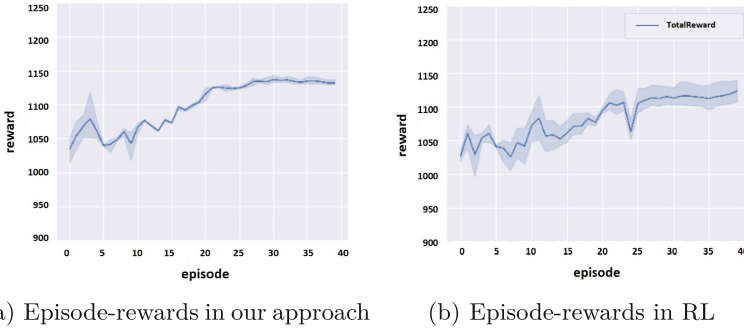 1250
1200
1150
1100
1050
1000
950
900
reward
0 5 10 15 20 25 30 35 40
episode
1250
1200
1150
1100
1050
1000
950
900
reward
TotalReward
0 5 10 15 20 25 30 35 40
episode
) Episode-rewards in our approach
(b) Episode-rewards in RL